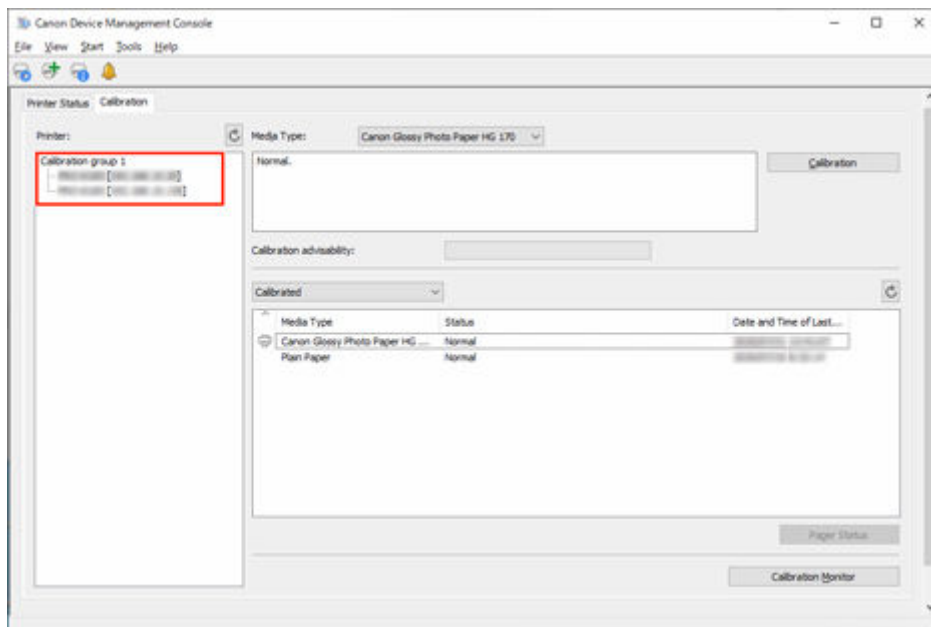 Canon Device Management Console
File View Start Tools Help
Printer Status Calibration
Printer:
Media Type: Canon Glossy Photo Paper HG 170
Calibration group 1
Normal.
Calibration
Calibration advisability:
Calibrated
Media Type Status Date and Time of Last...
Canon Glossy Photo Paper HG ... Normal
Plain Paper Normal
Paper Status
Calibration Monitor